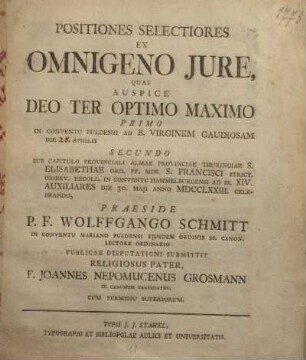 POSITIONES SELECTIORES
EX
OMNIGENO JURE,
QUAS
AUSPICE
DEO TER OPTIMO MAXIMO
PRIMO
IN CONVENTU FULDENSI AD B. VIRGINEM GAUDIOSAM
DIE 28. APRILIS
SECUNDO
SUB CAPITULO PROVINCIALI ALMAE PROVINCIAE THURINGIAE S.
ELISABETHAE ORD. FF. MIN. S. FRANCISCI STRICT.
OBSERV. REGUL. IN CONVENTU HAMMELBURGENSI AD SS. XIV.
AUXILIARES DIE 30. MAJI ANNO MDCCLXXIII. CELE-
BRANDO,
PRAESIDE
P. F. WOLFFGANGO SCHMITT
IN CONVENTU MARIANO FULDENSI EJUSDEM ORDINIS SS. CANON.
LECTORE ORDINARIO
PUBLICAE DISPUTATIONI SUBMITTIT
RELIGIOSUS PATER,
F. JOANNES NEPOMUCENUS GROSMANN
SS. CANONUM CANDIDATUS.
CUM PERMISSU SUPERIORUM.
TYPIS J. J. STAHEL,
TYPOGRAPHI ET BIBLIOPOLAE AULICI ET UNIVERSITATIS.